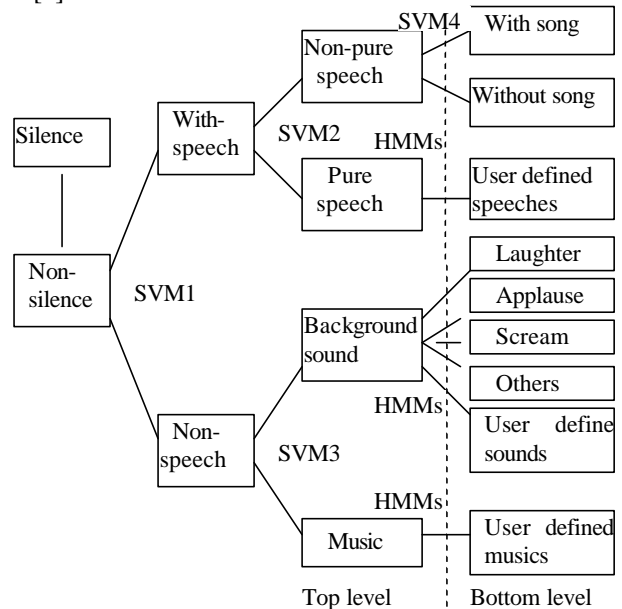 SVM4
With song
Non-pure
speech
Without song
With-
speech
SVM2
HMMs
Silence
Pure
speech
User defined
speeches
Non-
silence
SVM1
Laughter
Applause
Background
sound
Scream
Others
HMMs
Non-
speech
SVM3
User define
sounds
HMMs
Music
User defined
musics
Top level
Bottom level